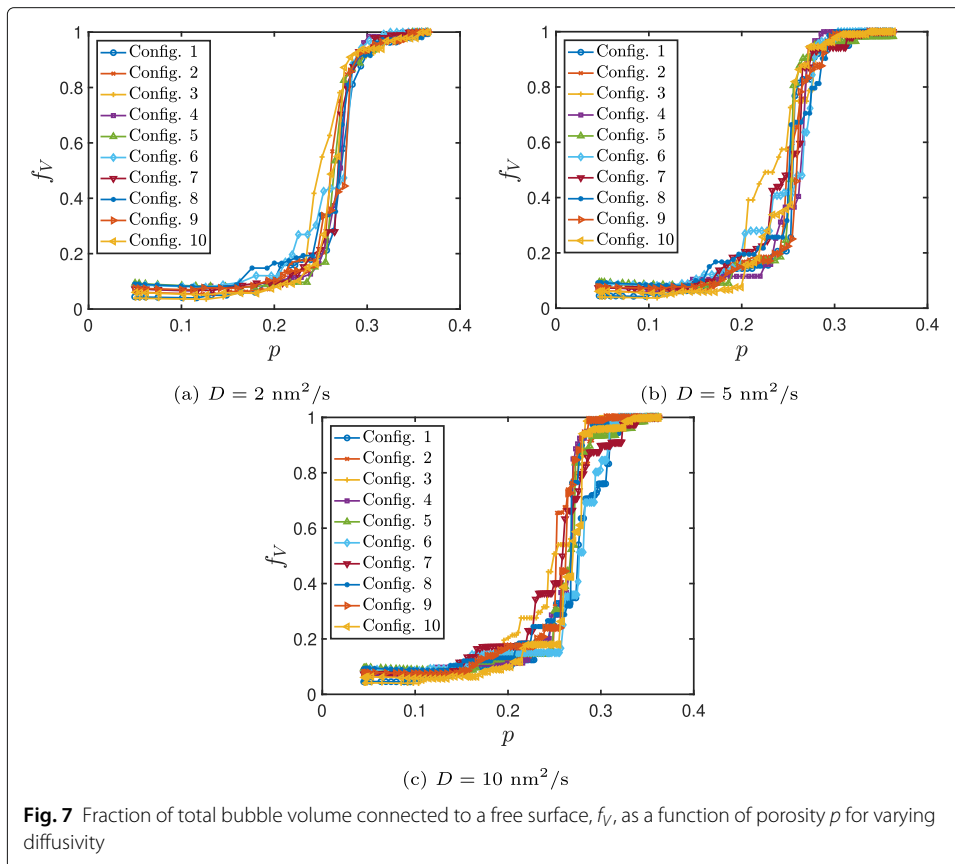 1
0.8
0.6
0.4
0.2
0
f_V
Config. 1
Config. 2
Config. 3
Config. 4
Config. 5
Config. 6
Config. 7
Config. 8
Config. 9
Config. 10
0 0.1 0.2 0.3 0.4
p
(a) D = 2 nm²/s
1
0.8
0.6
0.4
0.2
0
f_V
Config. 1
Config. 2
Config. 3
Config. 4
Config. 5
Config. 6
Config. 7
Config. 8
Config. 9
Config. 10
0 0.1 0.2 0.3 0.4
p
(b) D = 5 nm²/s
1
0.8
0.6
0.4
0.2
0
f_V
Config. 1
Config. 2
Config. 3
Config. 4
Config. 5
Config. 6
Config. 7
Config. 8
Config. 9
Config. 10
0 0.1 0.2 0.3 0.4
p
(c) D = 10 nm²/s
Fig. 7 Fraction of total bubble volume connected to a free surface, f_V, as a function of porosity p for varying
diffusivity